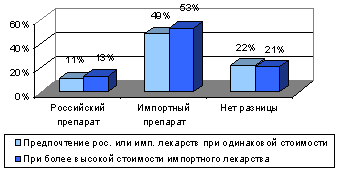 60%
40%
20%
0%
11% 13%
49% 53%
22% 21%
Российский препарат
Импортный препарат
Нет разницы
Предпочтение рос. или имп. лекарств при одинаковой стоимости
При более высокой стоимости импортного лекарства